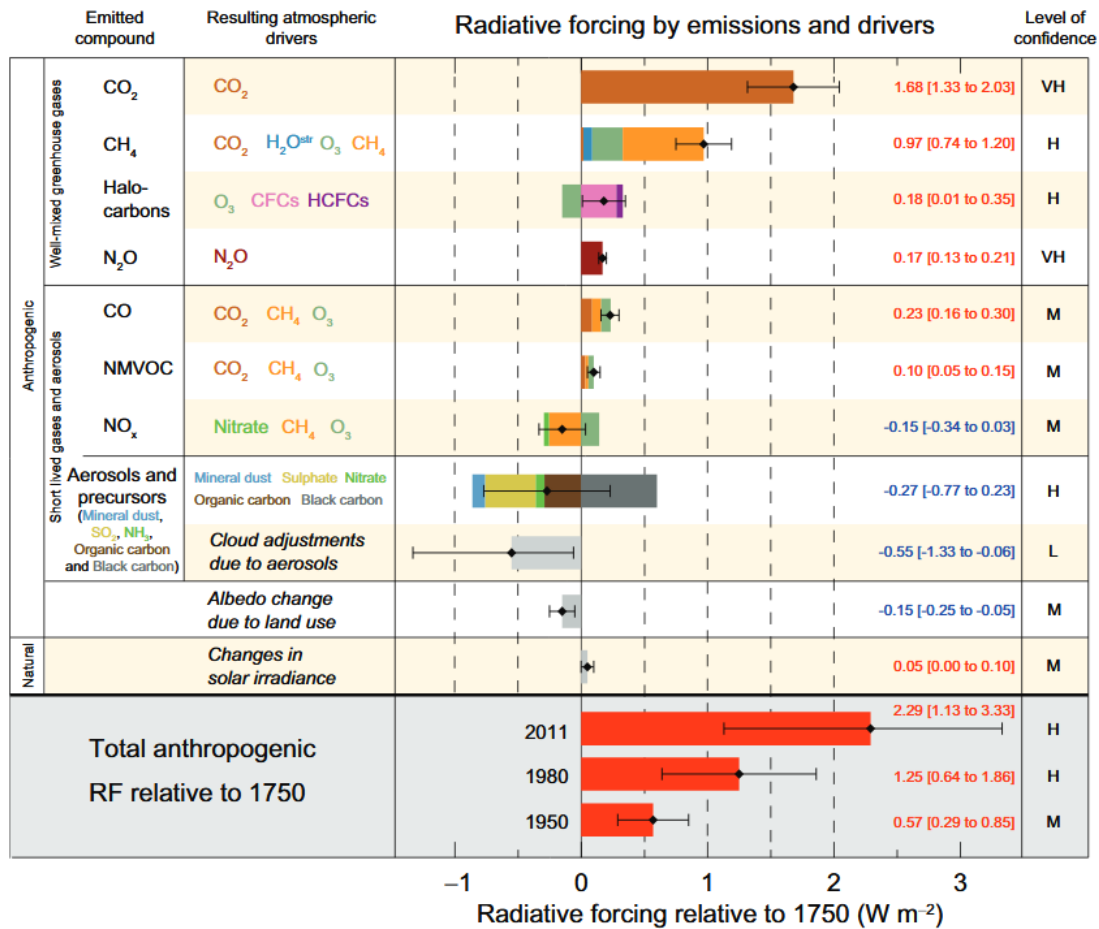 Emitted compound
Resulting atmospheric drivers
Radiative forcing by emissions and drivers
Level of confidence
Anthropogenic
Well-mixed greenhouse gases
CO₂
CO₂
1.68 [1.33 to 2.03]
VH
CH₄
CO₂ H₂Oˢᵗʳ O₃ CH₄
0.97 [0.74 to 1.20]
H
Halo-
carbons
O₃ CFCs HCFCs
0.18 [0.01 to 0.35]
H
N₂O
N₂O
0.17 [0.13 to 0.21]
VH
Short lived gases and aerosols
CO
CO₂ CH₄ O₃
0.23 [0.16 to 0.30]
M
NMVOC
CO₂ CH₄ O₃
0.10 [0.05 to 0.15]
M
NOₓ
Nitrate CH₄ O₃
-0.15 [-0.34 to 0.03]
M
Aerosols and
precursors
(Mineral dust,
SO₂, NH₃,
Organic carbon
and Black carbon)
Mineral dust Sulphate Nitrate
Organic carbon Black carbon
-0.27 [-0.77 to 0.23]
H
Cloud adjustments
due to aerosols
-0.55 [-1.33 to -0.06]
L
Albedo change
due to land use
-0.15 [-0.25 to -0.05]
M
Natural
Changes in
solar irradiance
0.05 [0.00 to 0.10]
M
Total anthropogenic
RF relative to 1750
2011
2.29 [1.13 to 3.33]
H
1980
1.25 [0.64 to 1.86]
H
1950
0.57 [0.29 to 0.85]
M
−1 0 1 2 3
Radiative forcing relative to 1750 (W m⁻²)